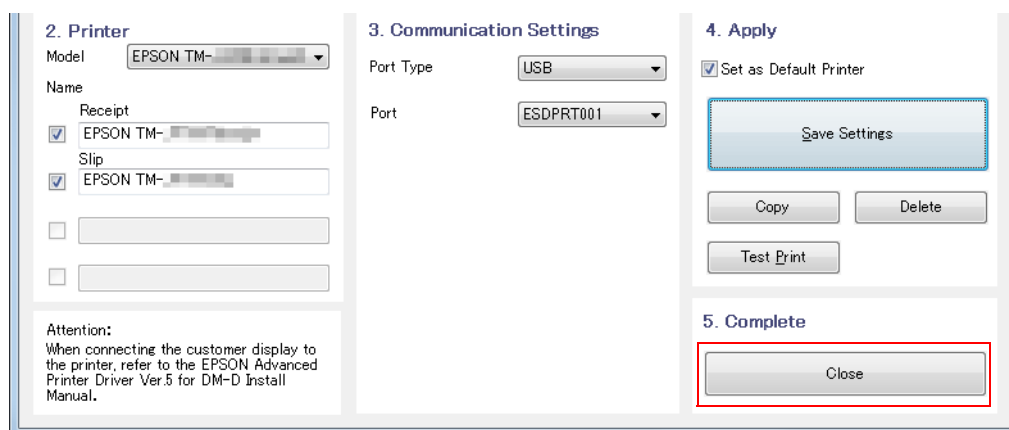 2. Printer
Model
EPSON TM-
Name
Receipt
EPSON TM-
Slip
EPSON TM-
Attention:
When connecting the customer display to
the printer, refer to the EPSON Advanced
Printer Driver Ver.5 for DM-D Install
Manual.
3. Communication Settings
Port Type
USB
Port
ESDPRT001
4. Apply
Set as Default Printer
Save Settings
Copy
Delete
Test Print
5. Complete
Close